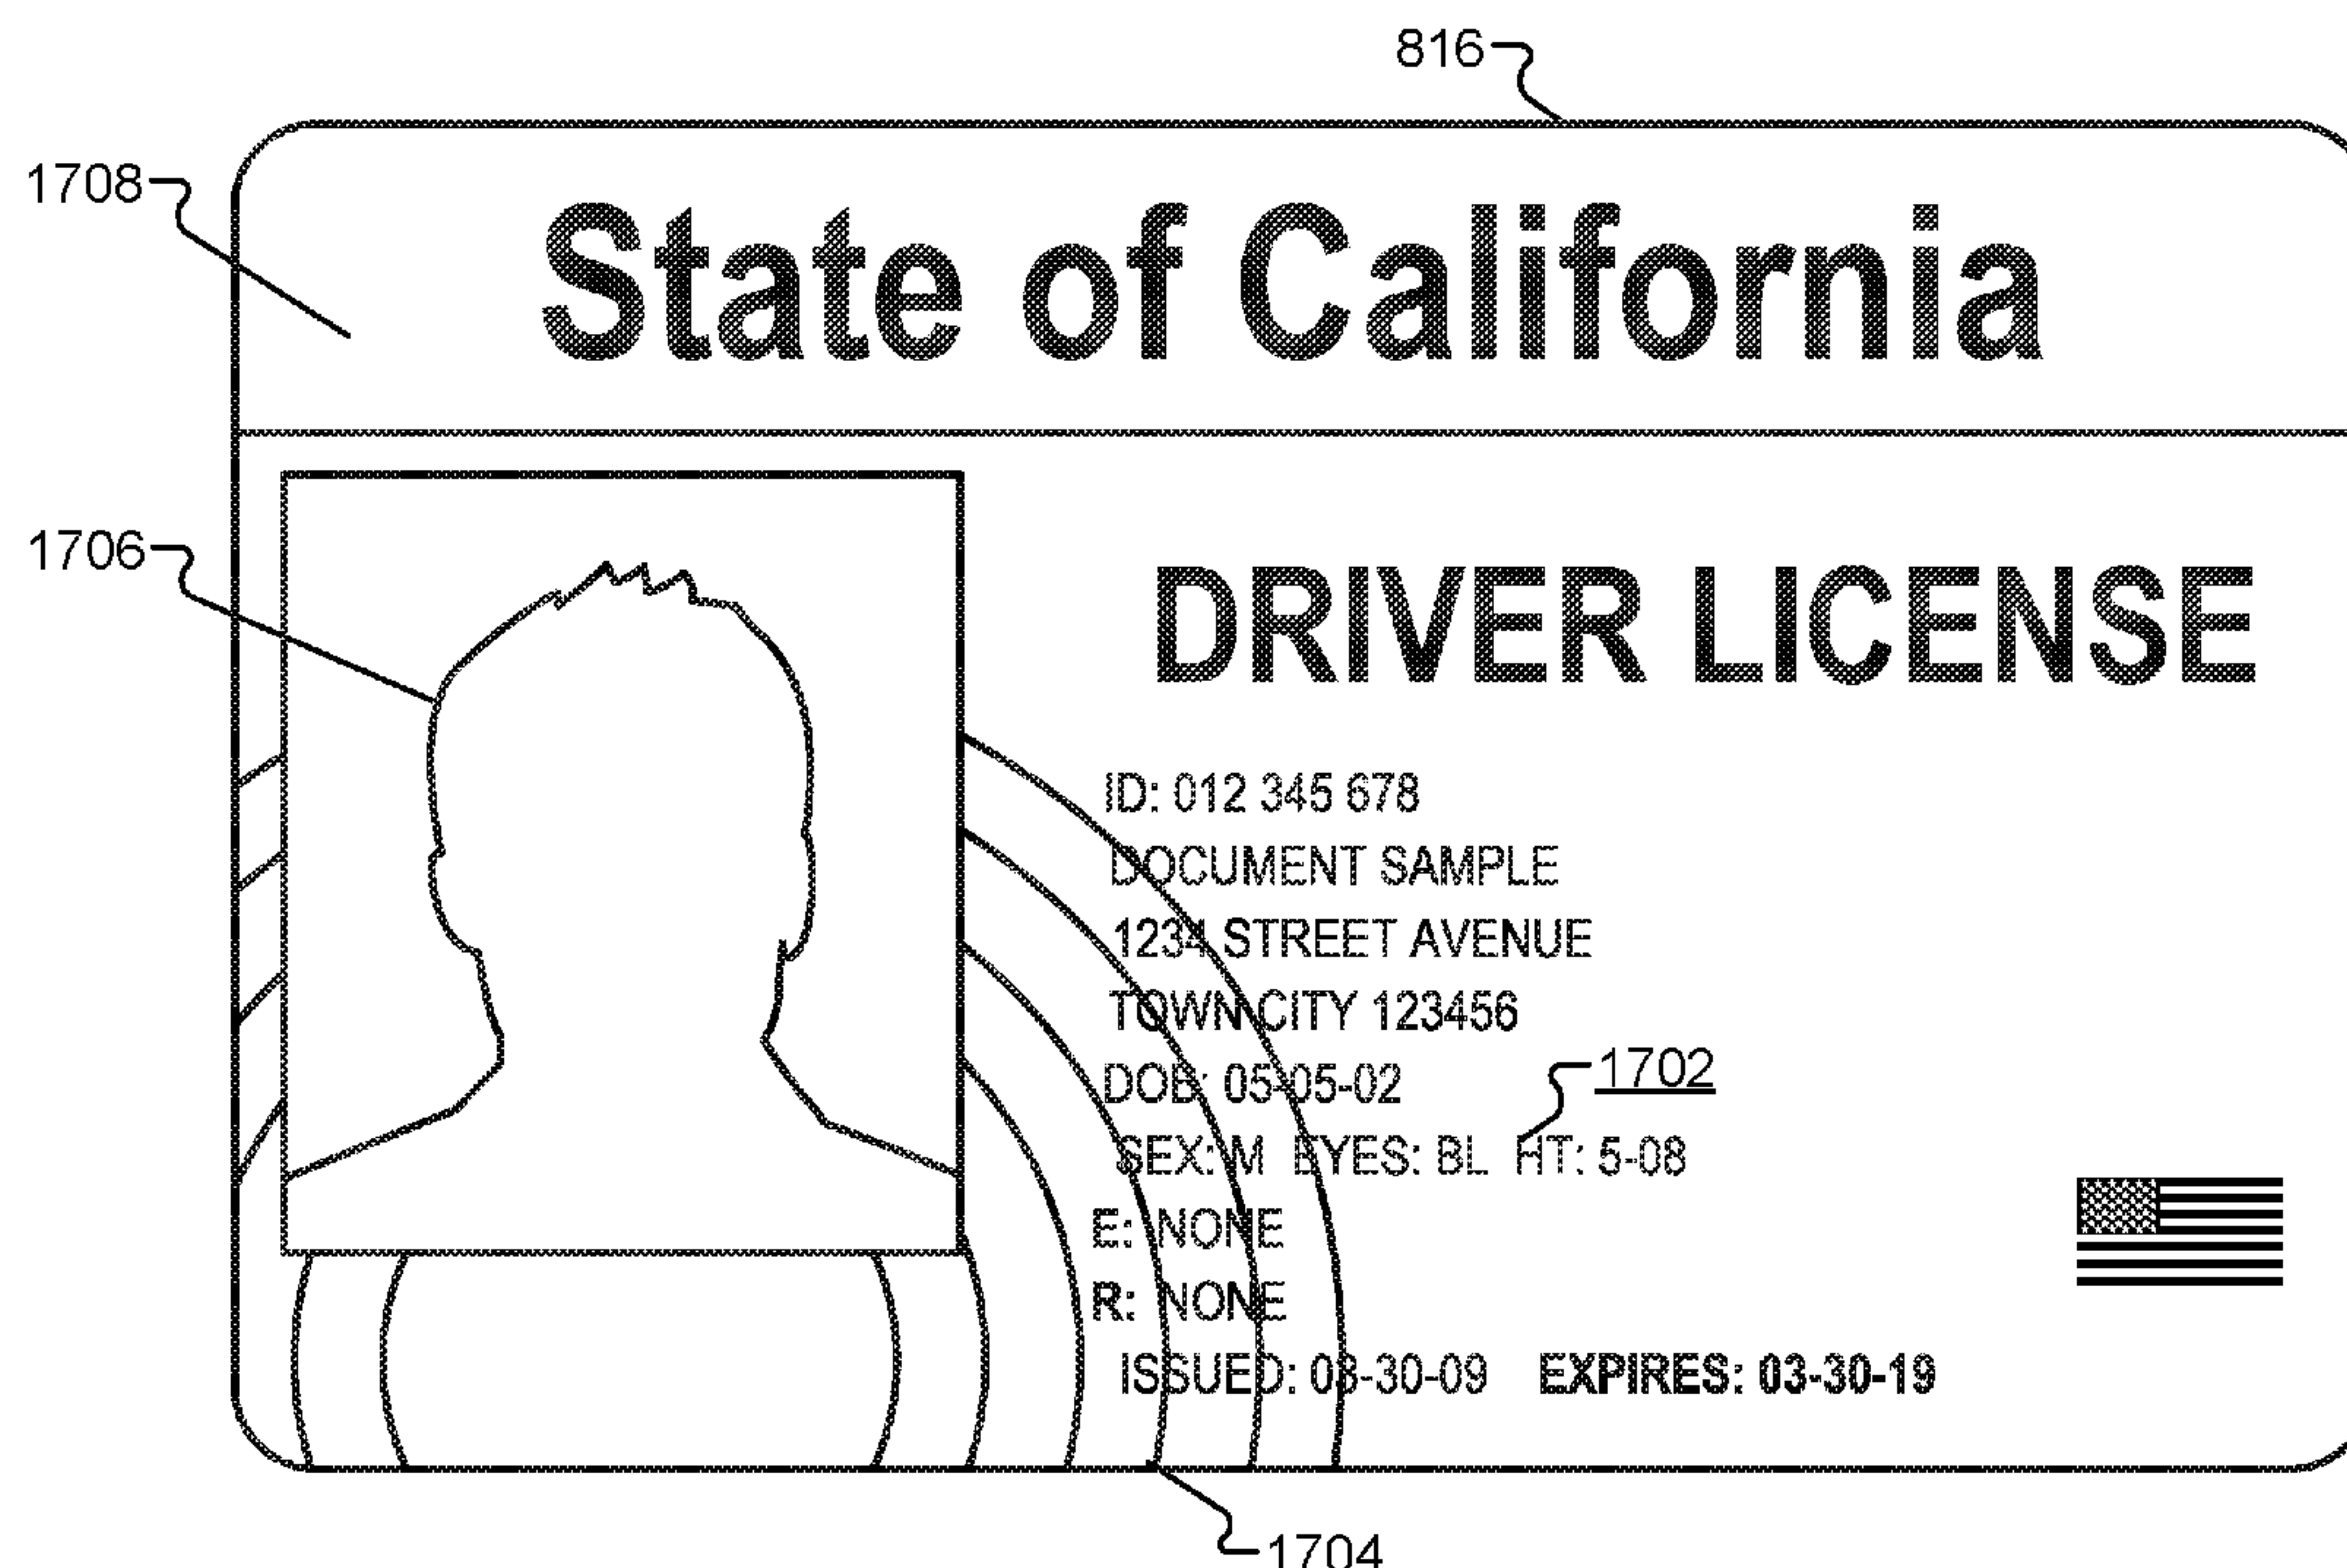 816
1708
State of California
1706
DRIVER LICENSE
ID: 012 345 678
DOCUMENT SAMPLE
1234 STREET AVENUE
TOWN CITY 123456
DOB: 05-05-02
1702
SEX: M EYES: BL HT: 5-08
E: NONE
R: NONE
ISSUED: 03-30-09 EXPIRES: 03-30-19
1704